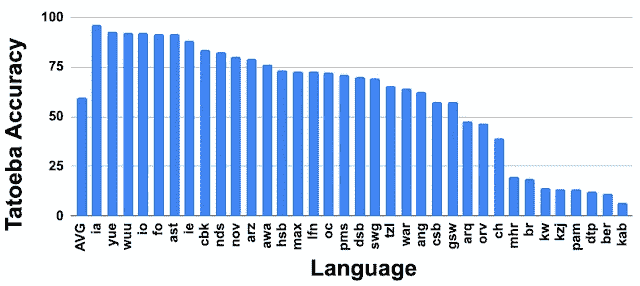 Tatoeba Accuracy
100
75
50
25
0
AVG ia yue wuu io fo ast ie cbk nds nov arz awa hsb max lfn oc pms dsb swg tzl war ang csb gsw arq orv ch mhr br kw kzj pam dtp ber kab
Language